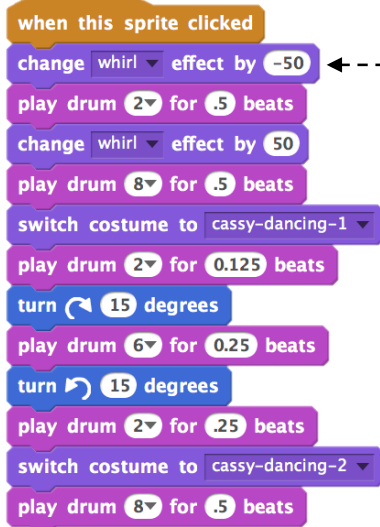 when this sprite clicked
change whirl effect by -50
play drum 2 for .5 beats
change whirl effect by 50
play drum 8 for .5 beats
switch costume to cassy-dancing-1
play drum 2 for 0.125 beats
turn 15 degrees
play drum 6 for 0.25 beats
turn 15 degrees
play drum 2 for .25 beats
switch costume to cassy-dancing-2
play drum 8 for .5 beats